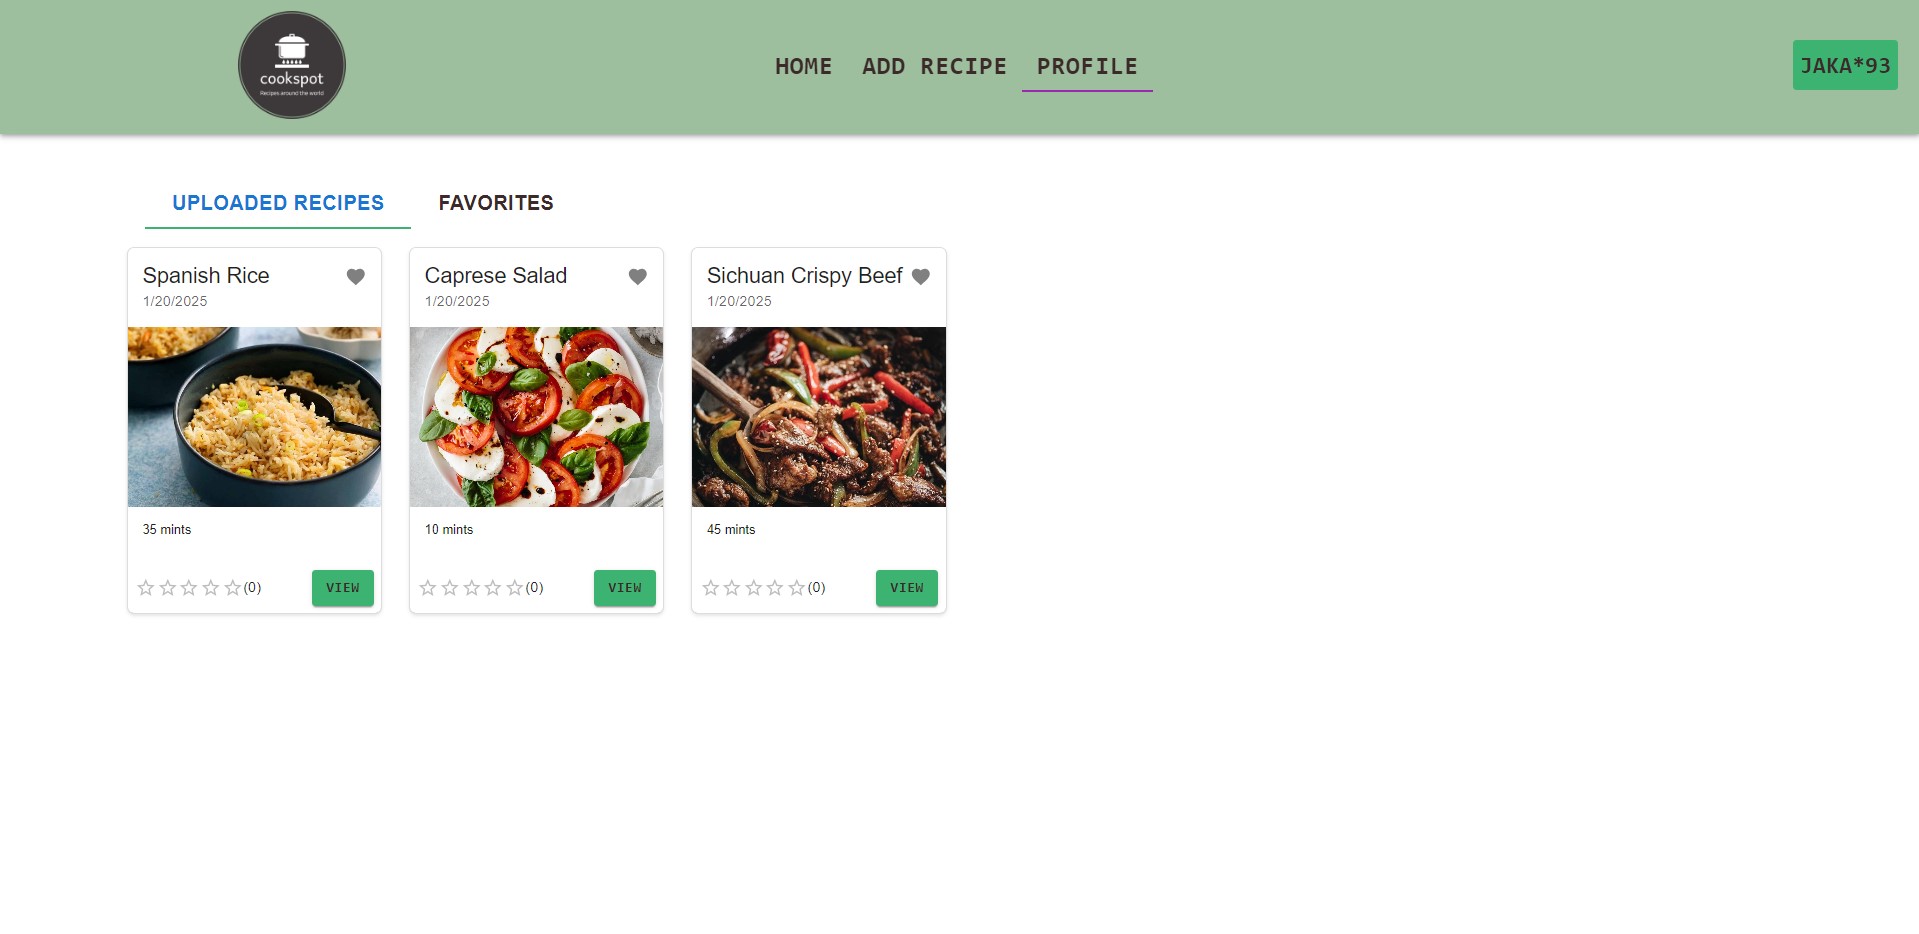 cookspot
Recipes around the world
HOME ADD RECIPE PROFILE
JAKA*93
UPLOADED RECIPES FAVORITES
Spanish Rice
1/20/2025
35 mints
(0) VIEW
Caprese Salad
1/20/2025
10 mints
(0) VIEW
Sichuan Crispy Beef
1/20/2025
45 mints
(0) VIEW